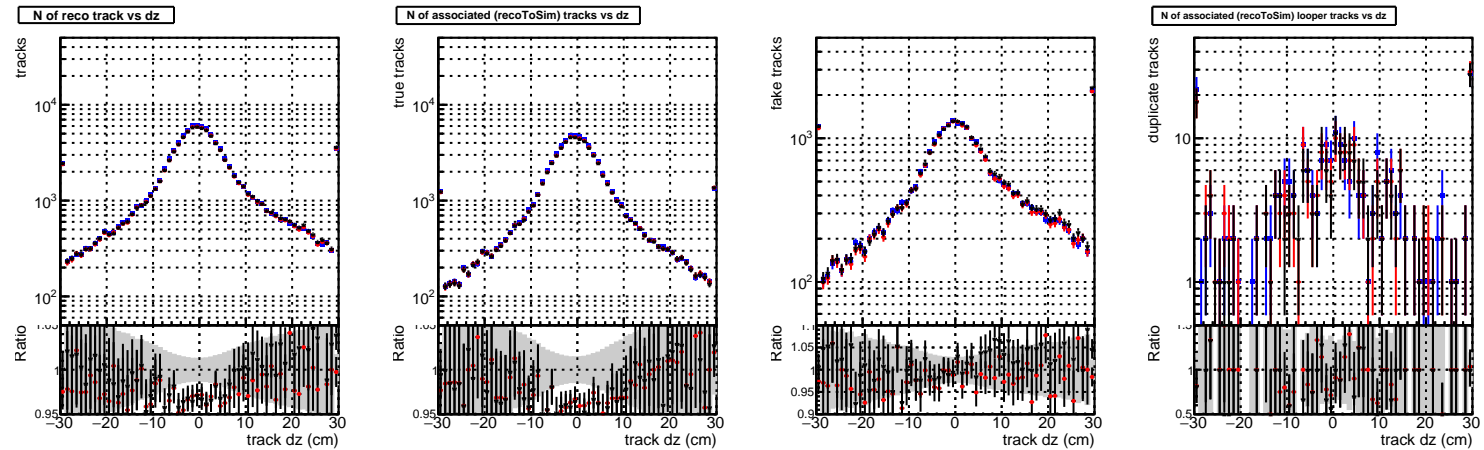 N of reco track vs dz
tracks
10⁴
10³
10²
Ratio
1
0.95
−30 −20 −10 0 10 20 30
track dz (cm)
N of associated (recoToSim) tracks vs dz
true tracks
10⁴
10³
10²
Ratio
1
0.95
−30 −20 −10 0 10 20 30
track dz (cm)
fake tracks
10³
10²
Ratio
1.05
1
0.95
0.9
−30 −20 −10 0 10 20 30
track dz (cm)
N of associated (recoToSim) looper tracks vs dz
duplicate tracks
10
1
Ratio
1
0.5
−30 −20 −10 0 10 20 30
track dz (cm)